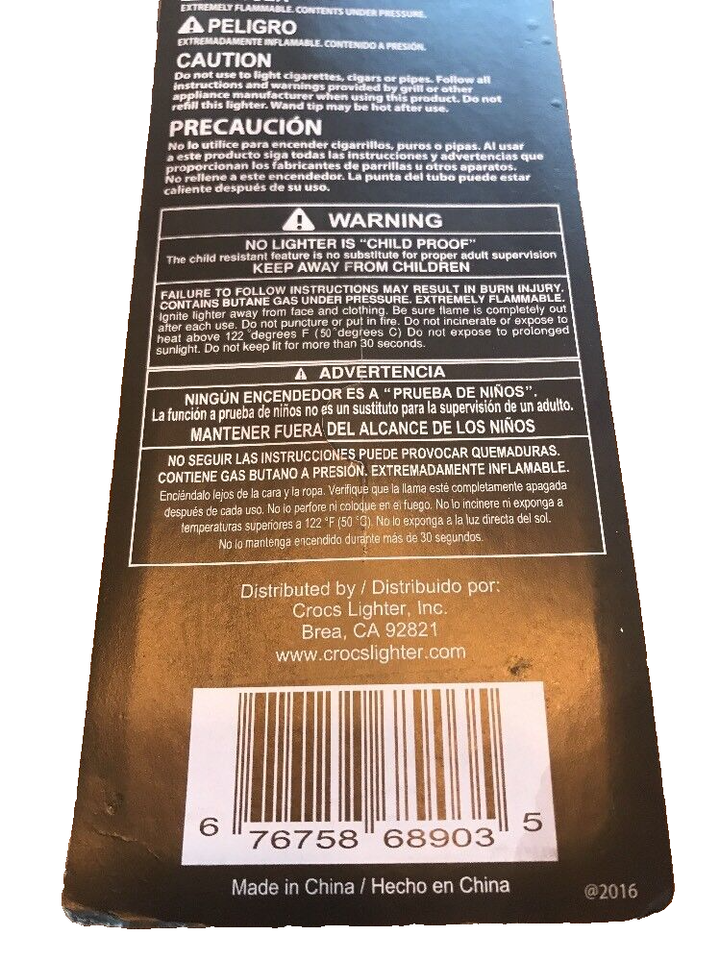 EXTREMELY FLAMMABLE. CONTENTS UNDER PRESSURE.
⚠ PELIGRO
EXTREMADAMENTE INFLAMABLE. CONTENIDO A PRESIÓN.
CAUTION
Do not use to light cigarettes, cigars or pipes. Follow all
instructions and warnings provided by grill or other
appliance manufacturer when using this product. Do not
refill this lighter. Wand tip may be hot after use.
PRECAUCIÓN
No lo utilice para encender cigarrillos, puros o pipas. Al usar
a este producto siga todas las instrucciones y advertencias que
proporcionan los fabricantes de parrillas u otros aparatos.
No rellene a este encendedor. La punta del tubo puede estar
caliente después de su uso.
⚠ WARNING
NO LIGHTER IS “CHILD PROOF”
The child resistant feature is no substitute for proper adult supervision
KEEP AWAY FROM CHILDREN
FAILURE TO FOLLOW INSTRUCTIONS MAY RESULT IN BURN INJURY.
CONTAINS BUTANE GAS UNDER PRESSURE. EXTREMELY FLAMMABLE.
Ignite lighter away from face and clothing. Be sure flame is completely out
after each use. Do not puncture or put in fire. Do not incinerate or expose to
heat above 122 degrees F (50 degrees C) Do not expose to prolonged
sunlight. Do not keep lit for more than 30 seconds.
⚠ ADVERTENCIA
NINGÚN ENCENDEDOR ES A “PRUEBA DE NIÑOS”.
La función a prueba de niños no es un sustituto para la supervisión de un adulto.
MANTENER FUERA DEL ALCANCE DE LOS NIÑOS
NO SEGUIR LAS INSTRUCCIONES PUEDE PROVOCAR QUEMADURAS.
CONTIENE GAS BUTANO A PRESIÓN. EXTREMADAMENTE INFLAMABLE.
Enciéndalo lejos de la cara y la ropa. Verifique que la llama esté completamente apagada
después de cada uso. No lo perfore ni coloque en el fuego. No lo incinere ni exponga a
temperaturas superiores a 122 °F (50 °C). No lo exponga a la luz directa del sol.
No lo mantenga encendido durante más de 30 segundos.
Distributed by / Distribuido por:
Crocs Lighter, Inc.
Brea, CA 92821
www.crocslighter.com
6 76758 68903 5
Made in China / Hecho en China
@2016